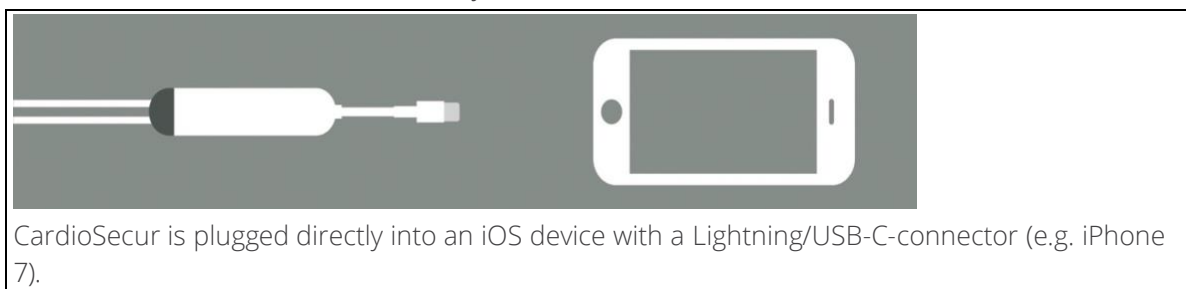 CardioSecur is plugged directly into an iOS device with a Lightning/USB-C-connector (e.g. iPhone
7).